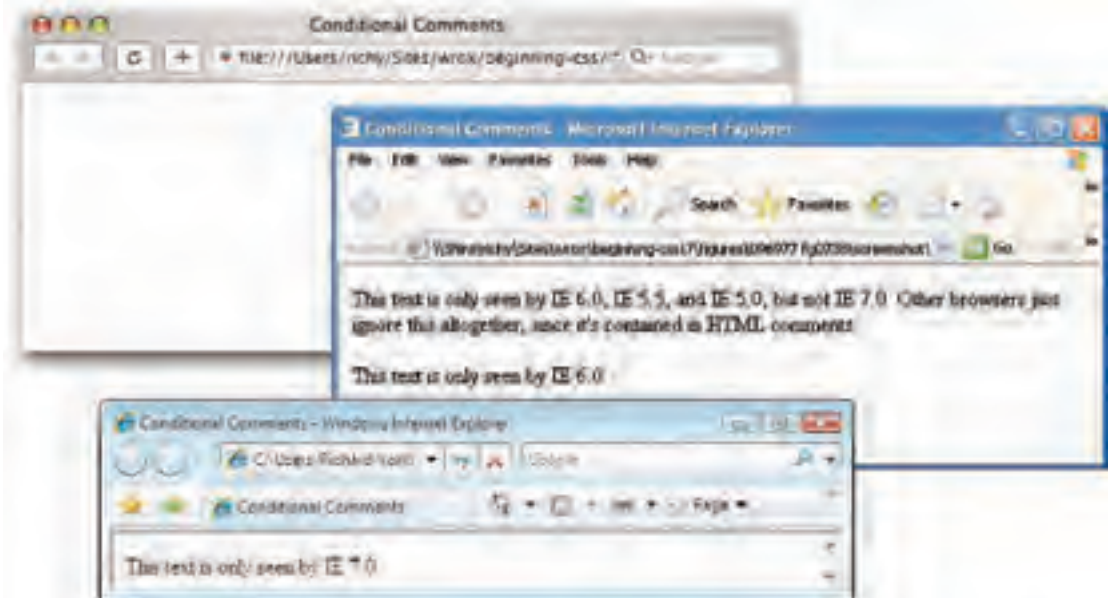 Conditional Comments
file:///Users/richy/Sites/wrox/beginning-css/
Conditional Comments - Microsoft Internet Explorer
File Edit View Favorites Tools Help
Search Favorites
Go
This text is only seen by IE 6.0, IE 5.5, and IE 5.0, but not IE 7.0. Other browsers just
ignore this altogether, since it's contained in HTML comments
This text is only seen by IE 6.0
Conditional Comments - Windows Internet Explorer
Google
Conditional Comments
Page
This text is only seen by IE 7.0